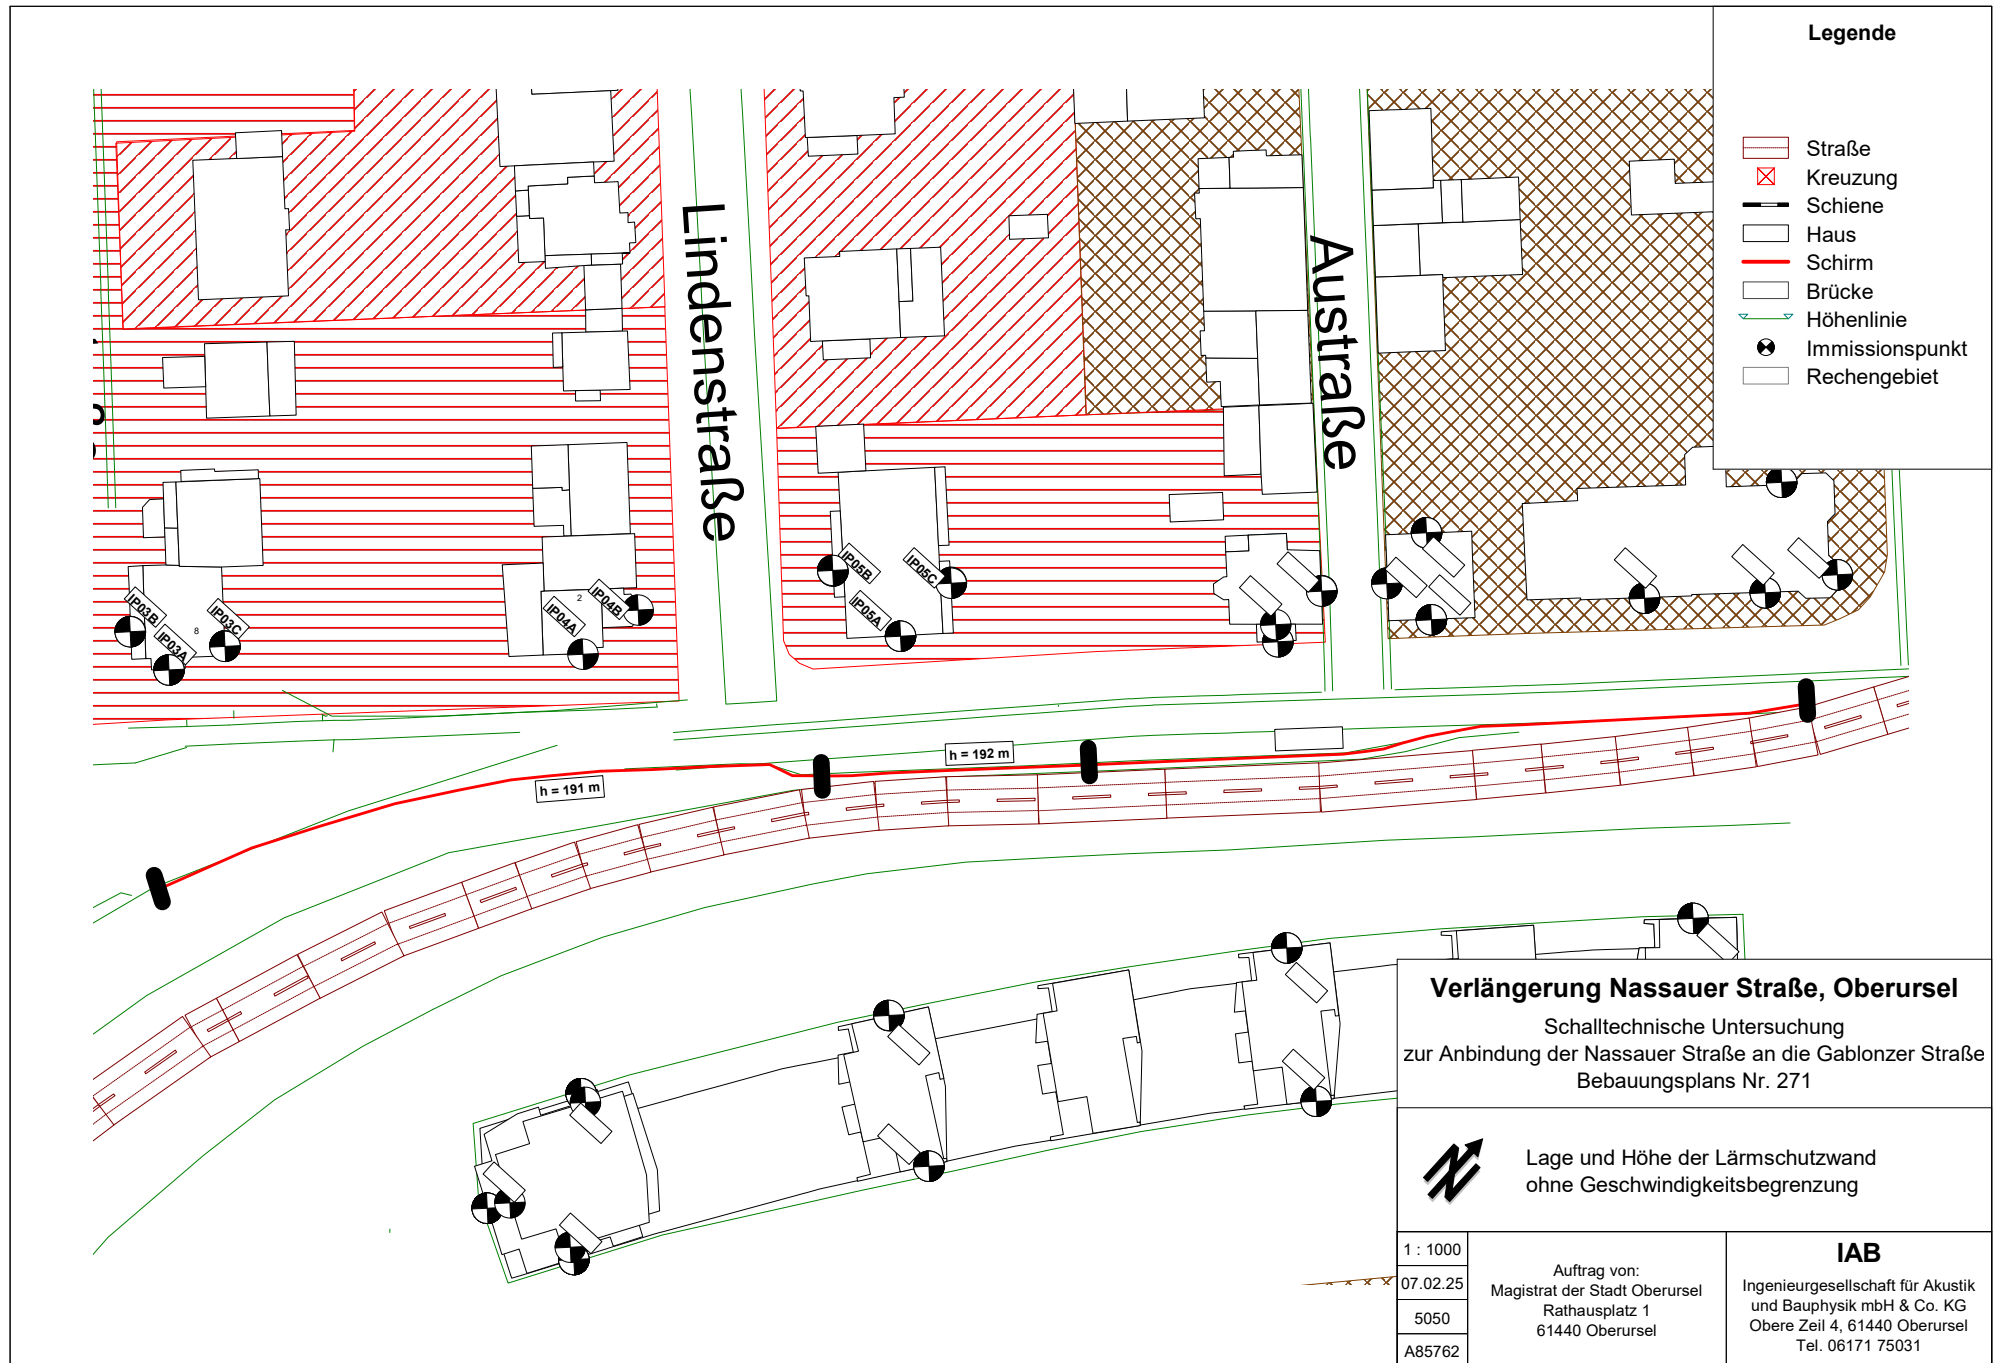 Legende
Straße
Kreuzung
Schiene
Haus
Schirm
Brücke
Höhenlinie
Immissionspunkt
Rechengebiet
Lindenstraße
Austraße
IP03B
IP03A
IP03C
8
IP04A
IP04B
2
IP05B
IP05C
IP05A
h = 191 m
h = 192 m
Verlängerung Nassauer Straße, Oberursel
Schalltechnische Untersuchung
zur Anbindung der Nassauer Straße an die Gablonzer Straße
Bebauungsplans Nr. 271
Lage und Höhe der Lärmschutzwand
ohne Geschwindigkeitsbegrenzung
1 : 1000
07.02.25
5050
A85762
Auftrag von:
Magistrat der Stadt Oberursel
Rathausplatz 1
61440 Oberursel
IAB
Ingenieurgesellschaft für Akustik
und Bauphysik mbH & Co. KG
Obere Zeil 4, 61440 Oberursel
Tel. 06171 75031